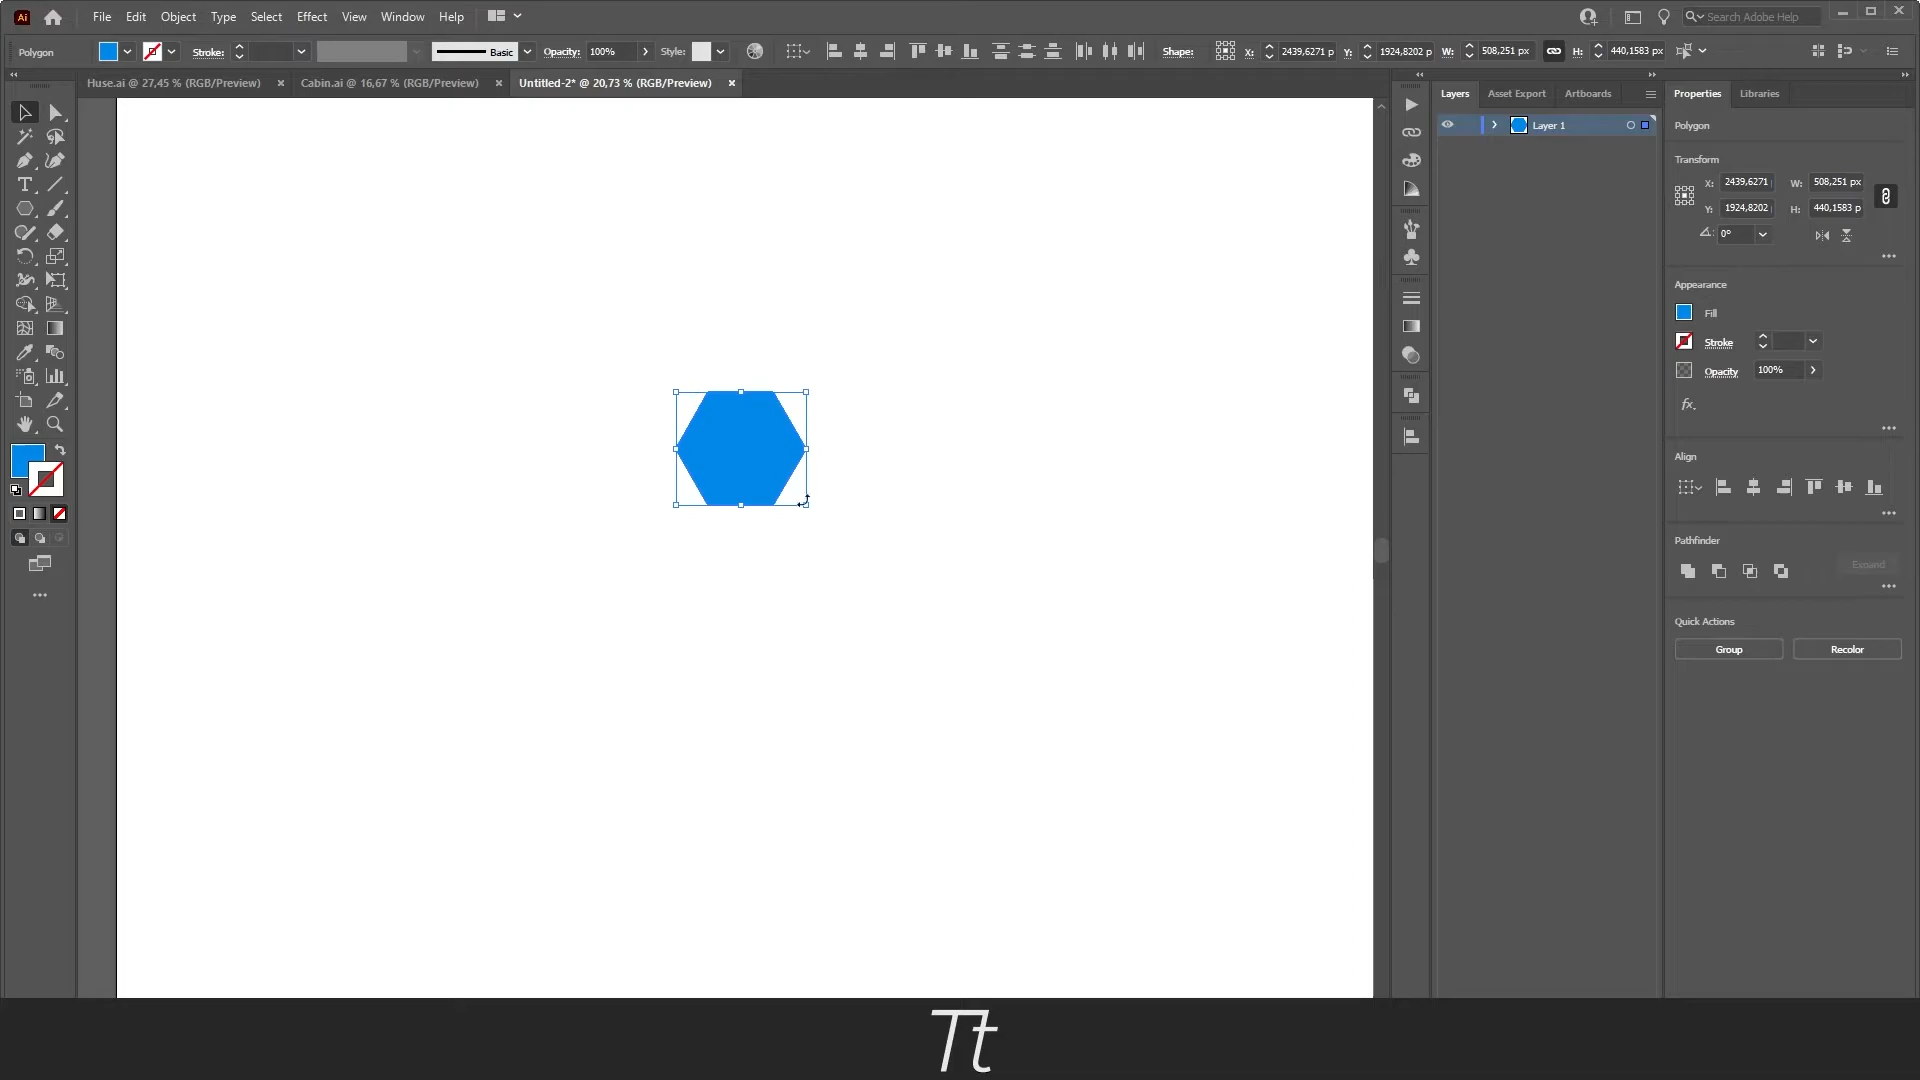 Ai File Edit Object Type Select Effect View Window Help Search Adobe Help
Polygon Stroke: Basic Opacity: 100% Style: Shape: X: 2439,6271 p Y: 1924,8202 p W: 508,251 px H: 440,1583 px
Huse.ai @ 27,45 % (RGB/Preview) Cabin.ai @ 16,67 % (RGB/Preview) Untitled-2* @ 20,73 % (RGB/Preview)
Layers Asset Export Artboards
Layer 1
Properties Libraries
Polygon
Transform
X: 2439,6271 W: 508,251 px
Y: 1924,8202 H: 440,1583 p
0°
Appearance
Fill
Stroke
Opacity 100%
fx.
Align
Pathfinder
Expand
Quick Actions
Group Recolor
Tt